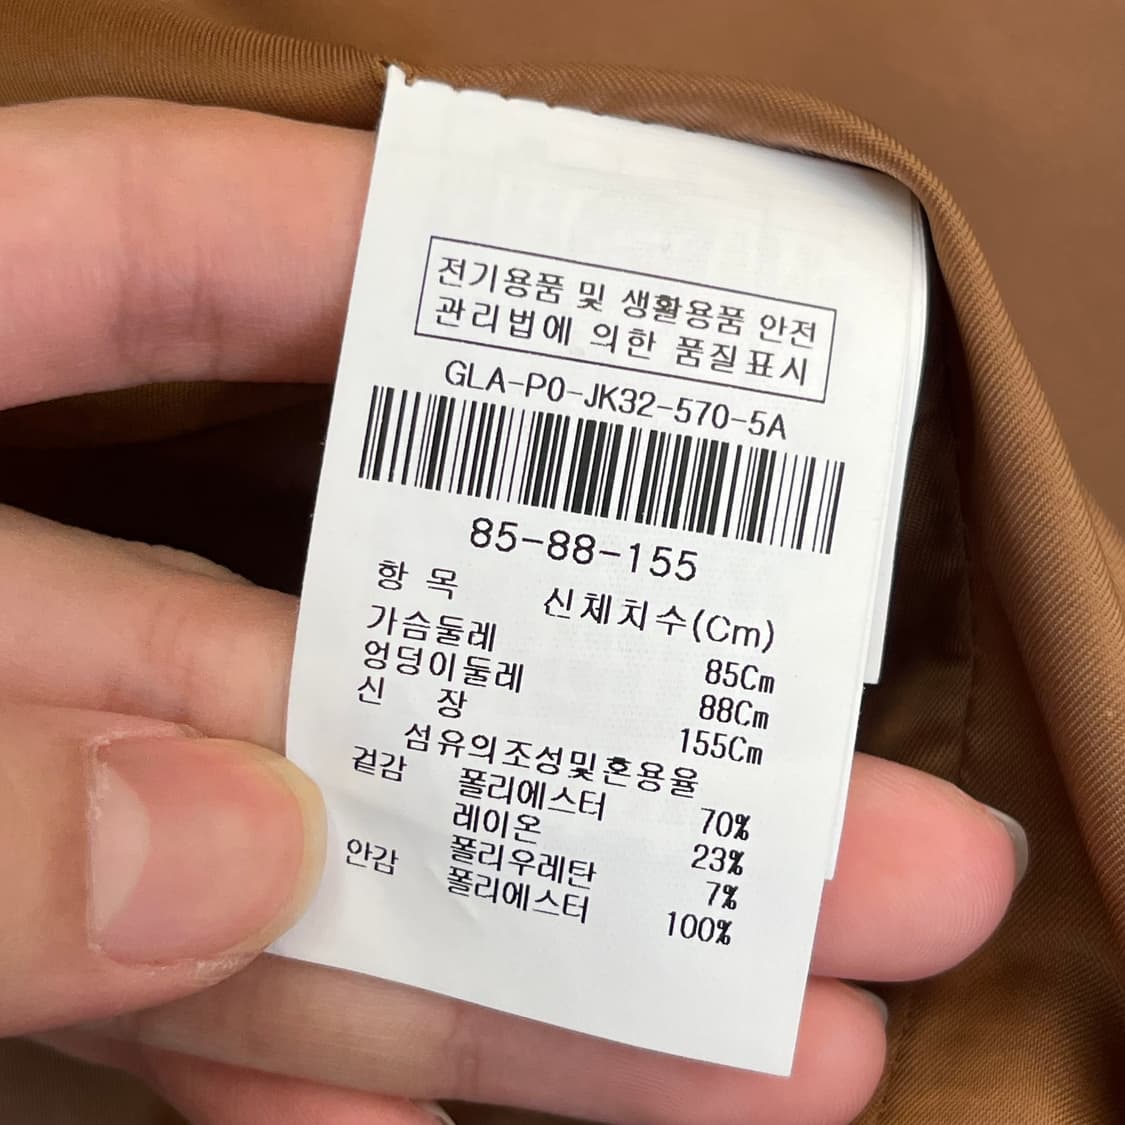 전기용품 및 생활용품 안전
관리법에 의한 품질표시
GLA-PO-JK32-570-5A
85-88-155
항 목 신체치수(Cm)
가슴둘레 85Cm
엉덩이둘레 88Cm
신 장 155Cm
섬유의조성및혼용율
겉감 폴리에스터 70%
레이온 23%
폴리우레탄 7%
안감 폴리에스터 100%